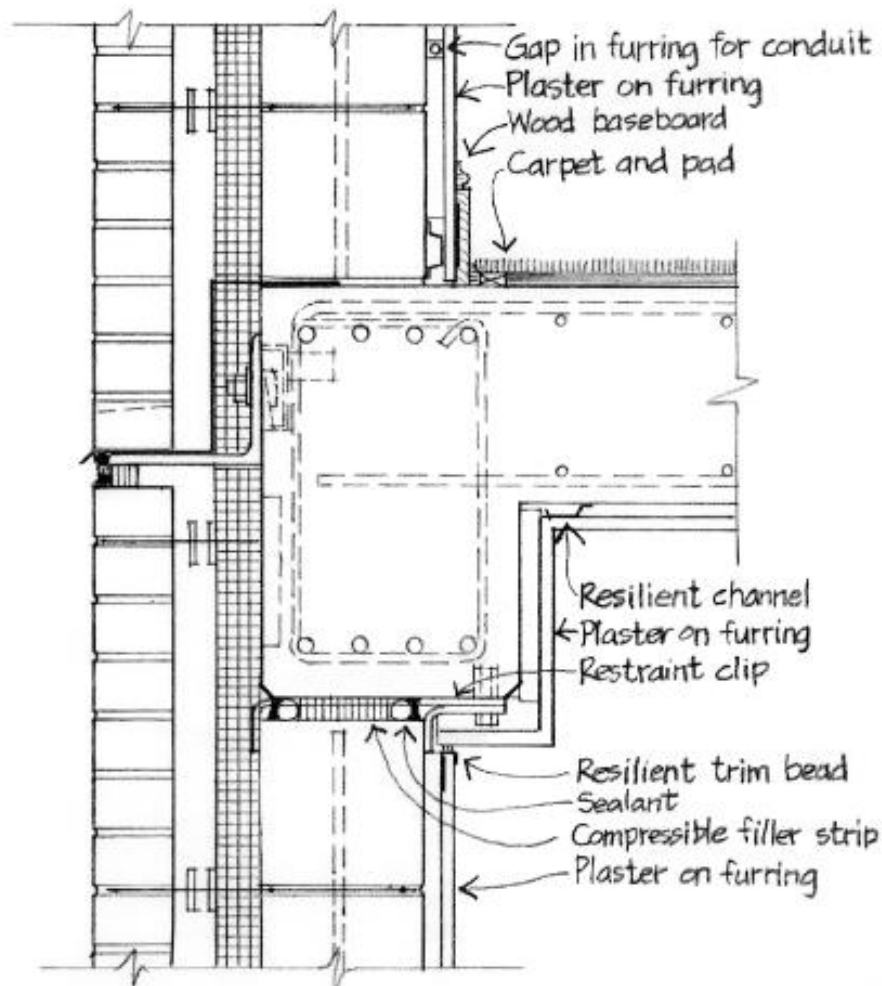 Gap in furring for conduit
Plaster on furring
Wood baseboard
Carpet and pad
Resilient channel
Plaster on furring
Restraint clip
Resilient trim bead
Sealant
Compressible filler strip
Plaster on furring